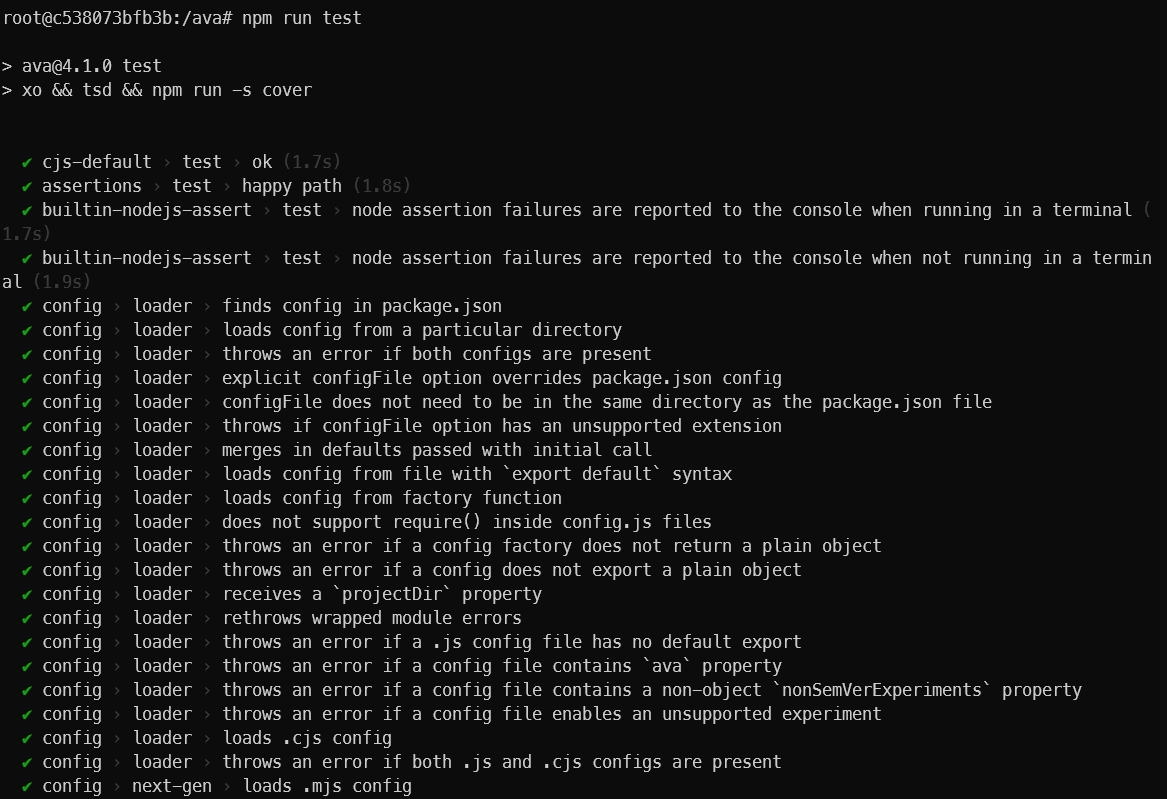 root@c538073bfb3b:/ava# npm run test
> ava@4.1.0 test
> xo && tsd && npm run -s cover
✔ cjs-default › test › ok (1.7s)
✔ assertions › test › happy path (1.8s)
✔ builtin-nodejs-assert › test › node assertion failures are reported to the console when running in a terminal (
1.7s)
✔ builtin-nodejs-assert › test › node assertion failures are reported to the console when not running in a termin
al (1.9s)
✔ config › loader › finds config in package.json
✔ config › loader › loads config from a particular directory
✔ config › loader › throws an error if both configs are present
✔ config › loader › explicit configFile option overrides package.json config
✔ config › loader › configFile does not need to be in the same directory as the package.json file
✔ config › loader › throws if configFile option has an unsupported extension
✔ config › loader › merges in defaults passed with initial call
✔ config › loader › loads config from file with `export default` syntax
✔ config › loader › loads config from factory function
✔ config › loader › does not support require() inside config.js files
✔ config › loader › throws an error if a config factory does not return a plain object
✔ config › loader › throws an error if a config does not export a plain object
✔ config › loader › receives a `projectDir` property
✔ config › loader › rethrows wrapped module errors
✔ config › loader › throws an error if a .js config file has no default export
✔ config › loader › throws an error if a config file contains `ava` property
✔ config › loader › throws an error if a config file contains a non-object `nonSemVerExperiments` property
✔ config › loader › throws an error if a config file enables an unsupported experiment
✔ config › loader › loads .cjs config
✔ config › loader › throws an error if both .js and .cjs configs are present
✔ config › next-gen › loads .mjs config